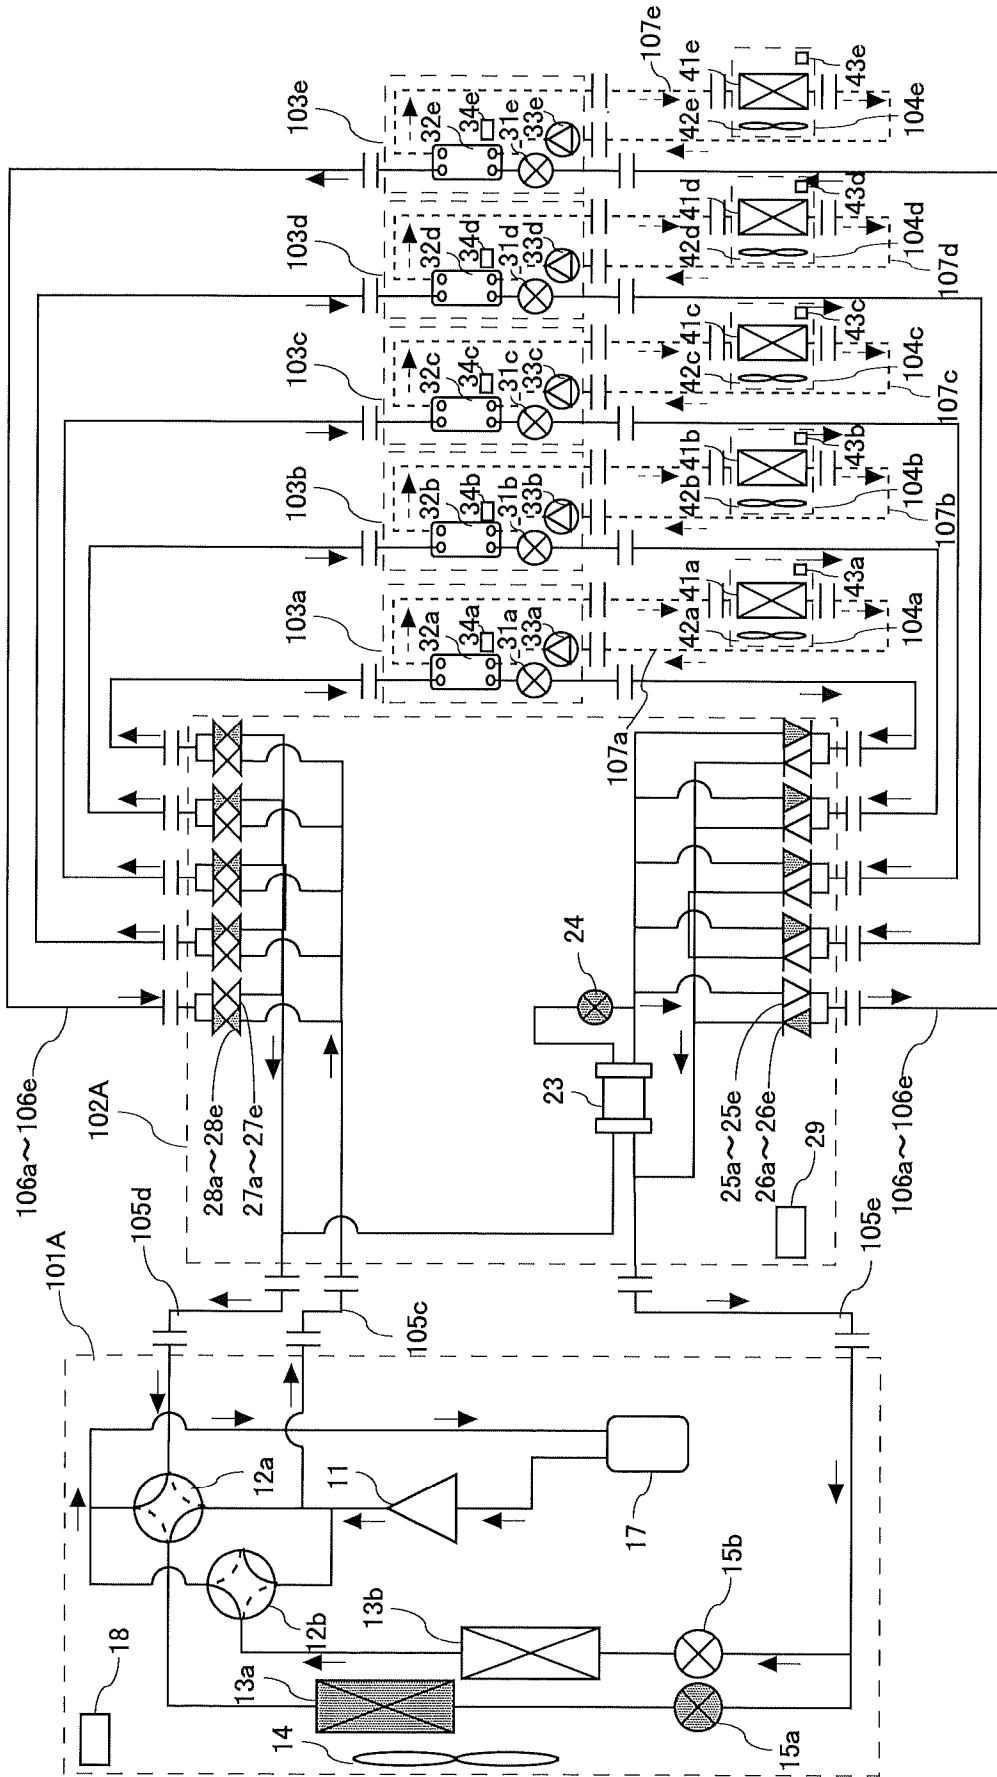 101A
18
14
13a
12b
13b
12a
11
17
15b
15a
105d
105c
105e
102A
106a～106e
28a～28e
27a～27e
23
24
25a～25e
26a～26e
29
106a～106e
103a
32a
34a
31a
33a
107a
42a
41a
43a
104a
103b
32b
34b
31b
33b
42b
41b
43b
104b
107b
103c
32c
34c
31c
33c
42c
41c
43c
104c
107c
103d
32d
34d
31d
33d
42d
41d
43d
104d
107d
103e
32e
34e
31e
33e
107e
42e
41e
43e
104e